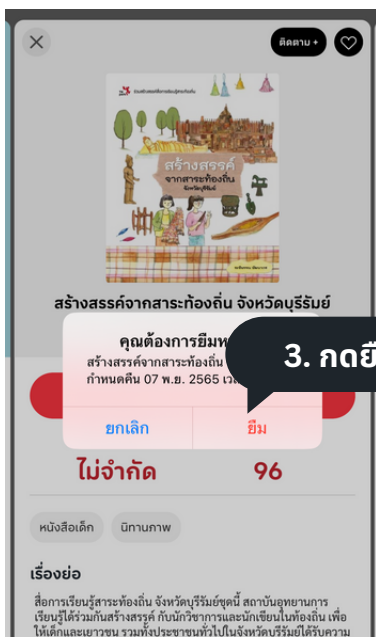 ติดตาม +
สร้างสรรค์
จากสาระท้องถิ่น
จังหวัดบุรีรัมย์
สร้างสรรค์จากสาระท้องถิ่น จังหวัดบุรีรัมย์
คุณต้องการยืม
สร้างสรรค์จากสาระท้องถิ่น
กำหนดคืน 07 พ.ย. 2565
3. กดยื
ยกเลิก
ยืม
ไม่จำกัด
96
หนังสือเด็ก
นิทานภาพ
เรื่องย่อ
สื่อการเรียนรู้สาระท้องถิ่น จังหวัดบุรีรัมย์ชุดนี้ สถาบันอุทยานการ
เรียนรู้ได้ร่วมกันสร้างสรรค์ กับนักวิชาการและนักเขียนในท้องถิ่น เพื่อ
ให้เด็กและเยาวชน รวมทั้งประชาชนทั่วไปในจังหวัดบุรีรัมย์ได้รับความ